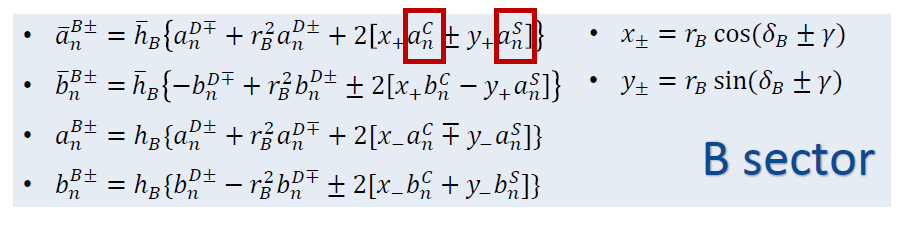 • ā_n^{B±} = h̄_B{a_n^{D∓} + r_B^2 a_n^{D±} + 2[x_+ a_n^C ± y_+ a_n^S]} • x_± = r_B cos(δ_B ± γ)
• b̄_n^{B±} = h̄_B{−b_n^{D∓} + r_B^2 b_n^{D±} ± 2[x_+ b_n^C − y_+ a_n^S]} • y_± = r_B sin(δ_B ± γ)
• a_n^{B±} = h_B{a_n^{D±} + r_B^2 a_n^{D∓} + 2[x_− a_n^C ∓ y_− a_n^S]}
• b_n^{B±} = h_B{b_n^{D±} − r_B^2 b_n^{D∓} ± 2[x_− b_n^C + y_− b_n^S]}
B sector